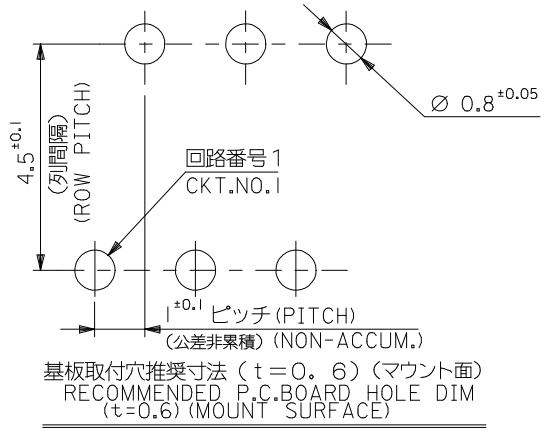 Ø 0.8±0.05
4.5±0.1
(列間隔)
(ROW PITCH)
回路番号1
CKT.NO.1
1±0.1 ピッチ(PITCH)
(公差非累積)(NON-ACCUM.)
基板取付穴推奨寸法(t=0.6)(マウント面)
RECOMMENDED P.C.BOARD HOLE DIM
(t=0.6)(MOUNT SURFACE)